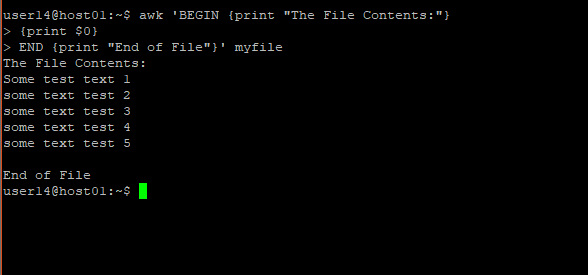 user14@host01:~$ awk 'BEGIN {print "The File Contents:"}
> {print $0}
> END {print "End of File"}' myfile
The File Contents:
Some test text 1
some text test 2
some text test 3
some text test 4
some text test 5
End of File
user14@host01:~$